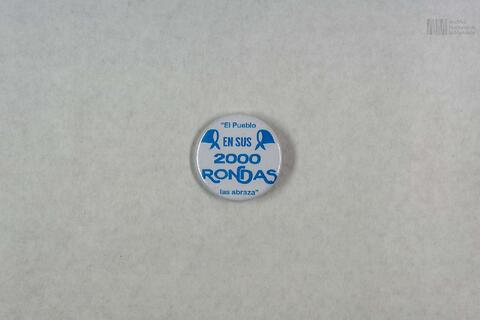 "El Pueblo
EN SUS
2000
RONDAS
las abraza"